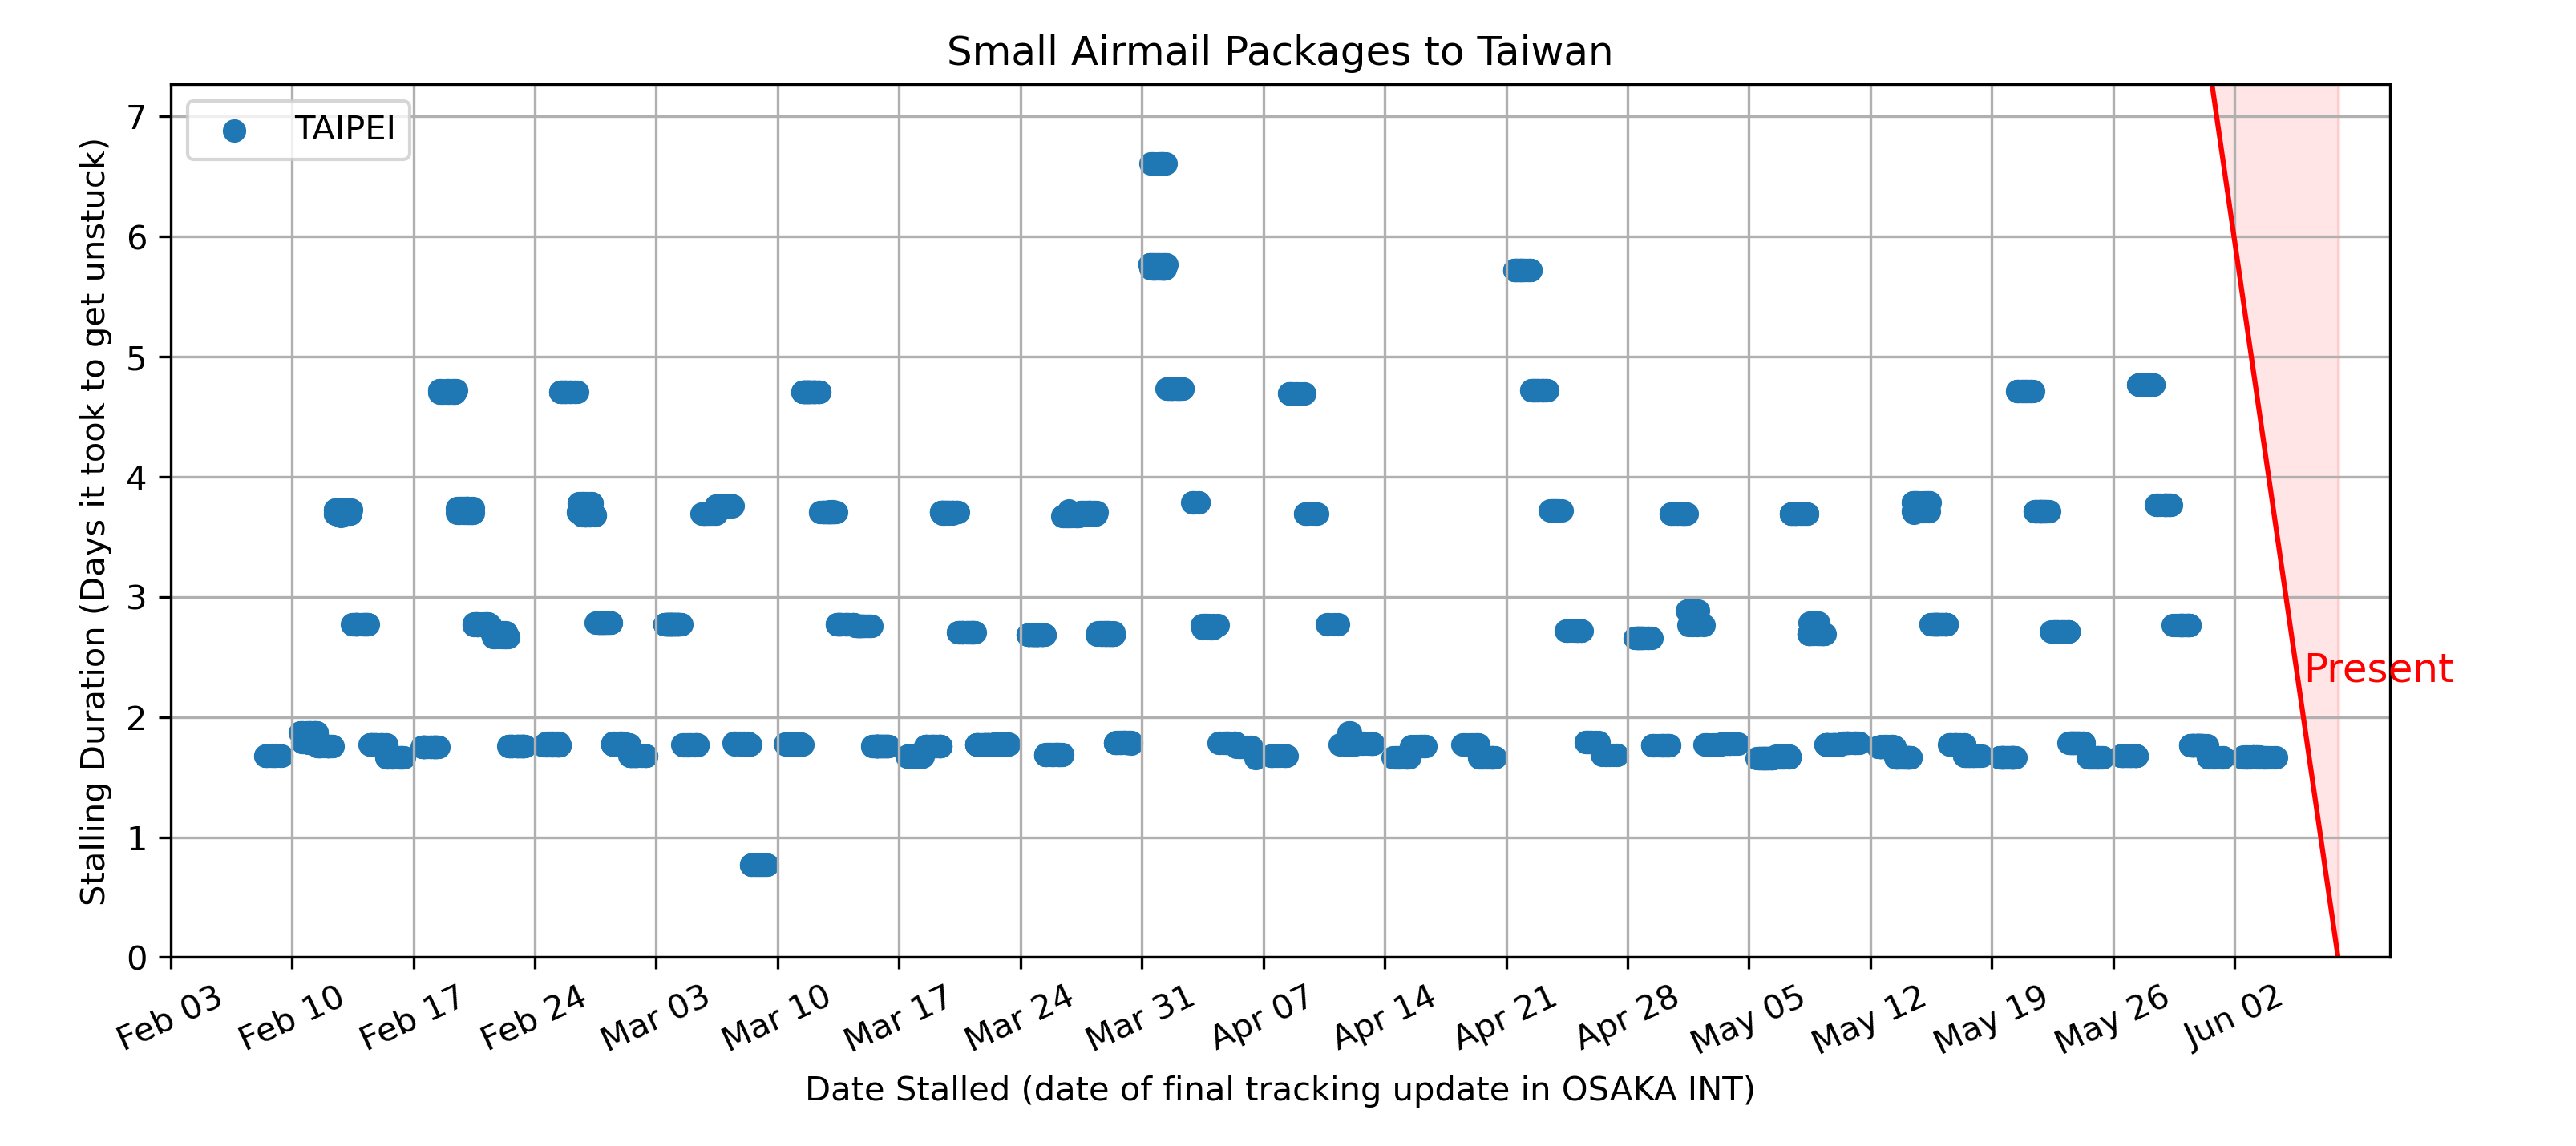 Small Airmail Packages to Taiwan
TAIPEI
Stalling Duration (Days it took to get unstuck)
7
6
5
4
3
2
1
0
Present
Feb 03
Feb 10
Feb 17
Feb 24
Mar 03
Mar 10
Mar 17
Mar 24
Mar 31
Apr 07
Apr 14
Apr 21
Apr 28
May 05
May 12
May 19
May 26
Jun 02
Date Stalled (date of final tracking update in OSAKA INT)